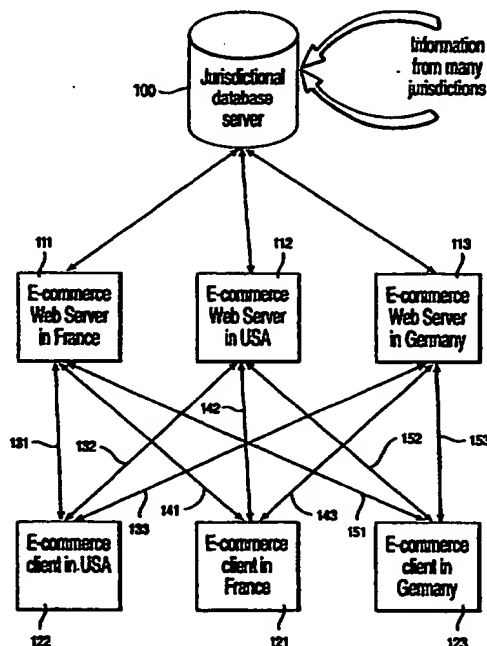 Jurisdictional
database
server
100
Information
from many
jurisdictions
111
112
113
E-commerce
Web Server
in France
E-commerce
Web Server
in USA
E-commerce
Web Server
in Germany
131
132
133
141
142
143
151
152
153
E-commerce
client in USA
E-commerce
client in
France
E-commerce
client in
Germany
122
121
123